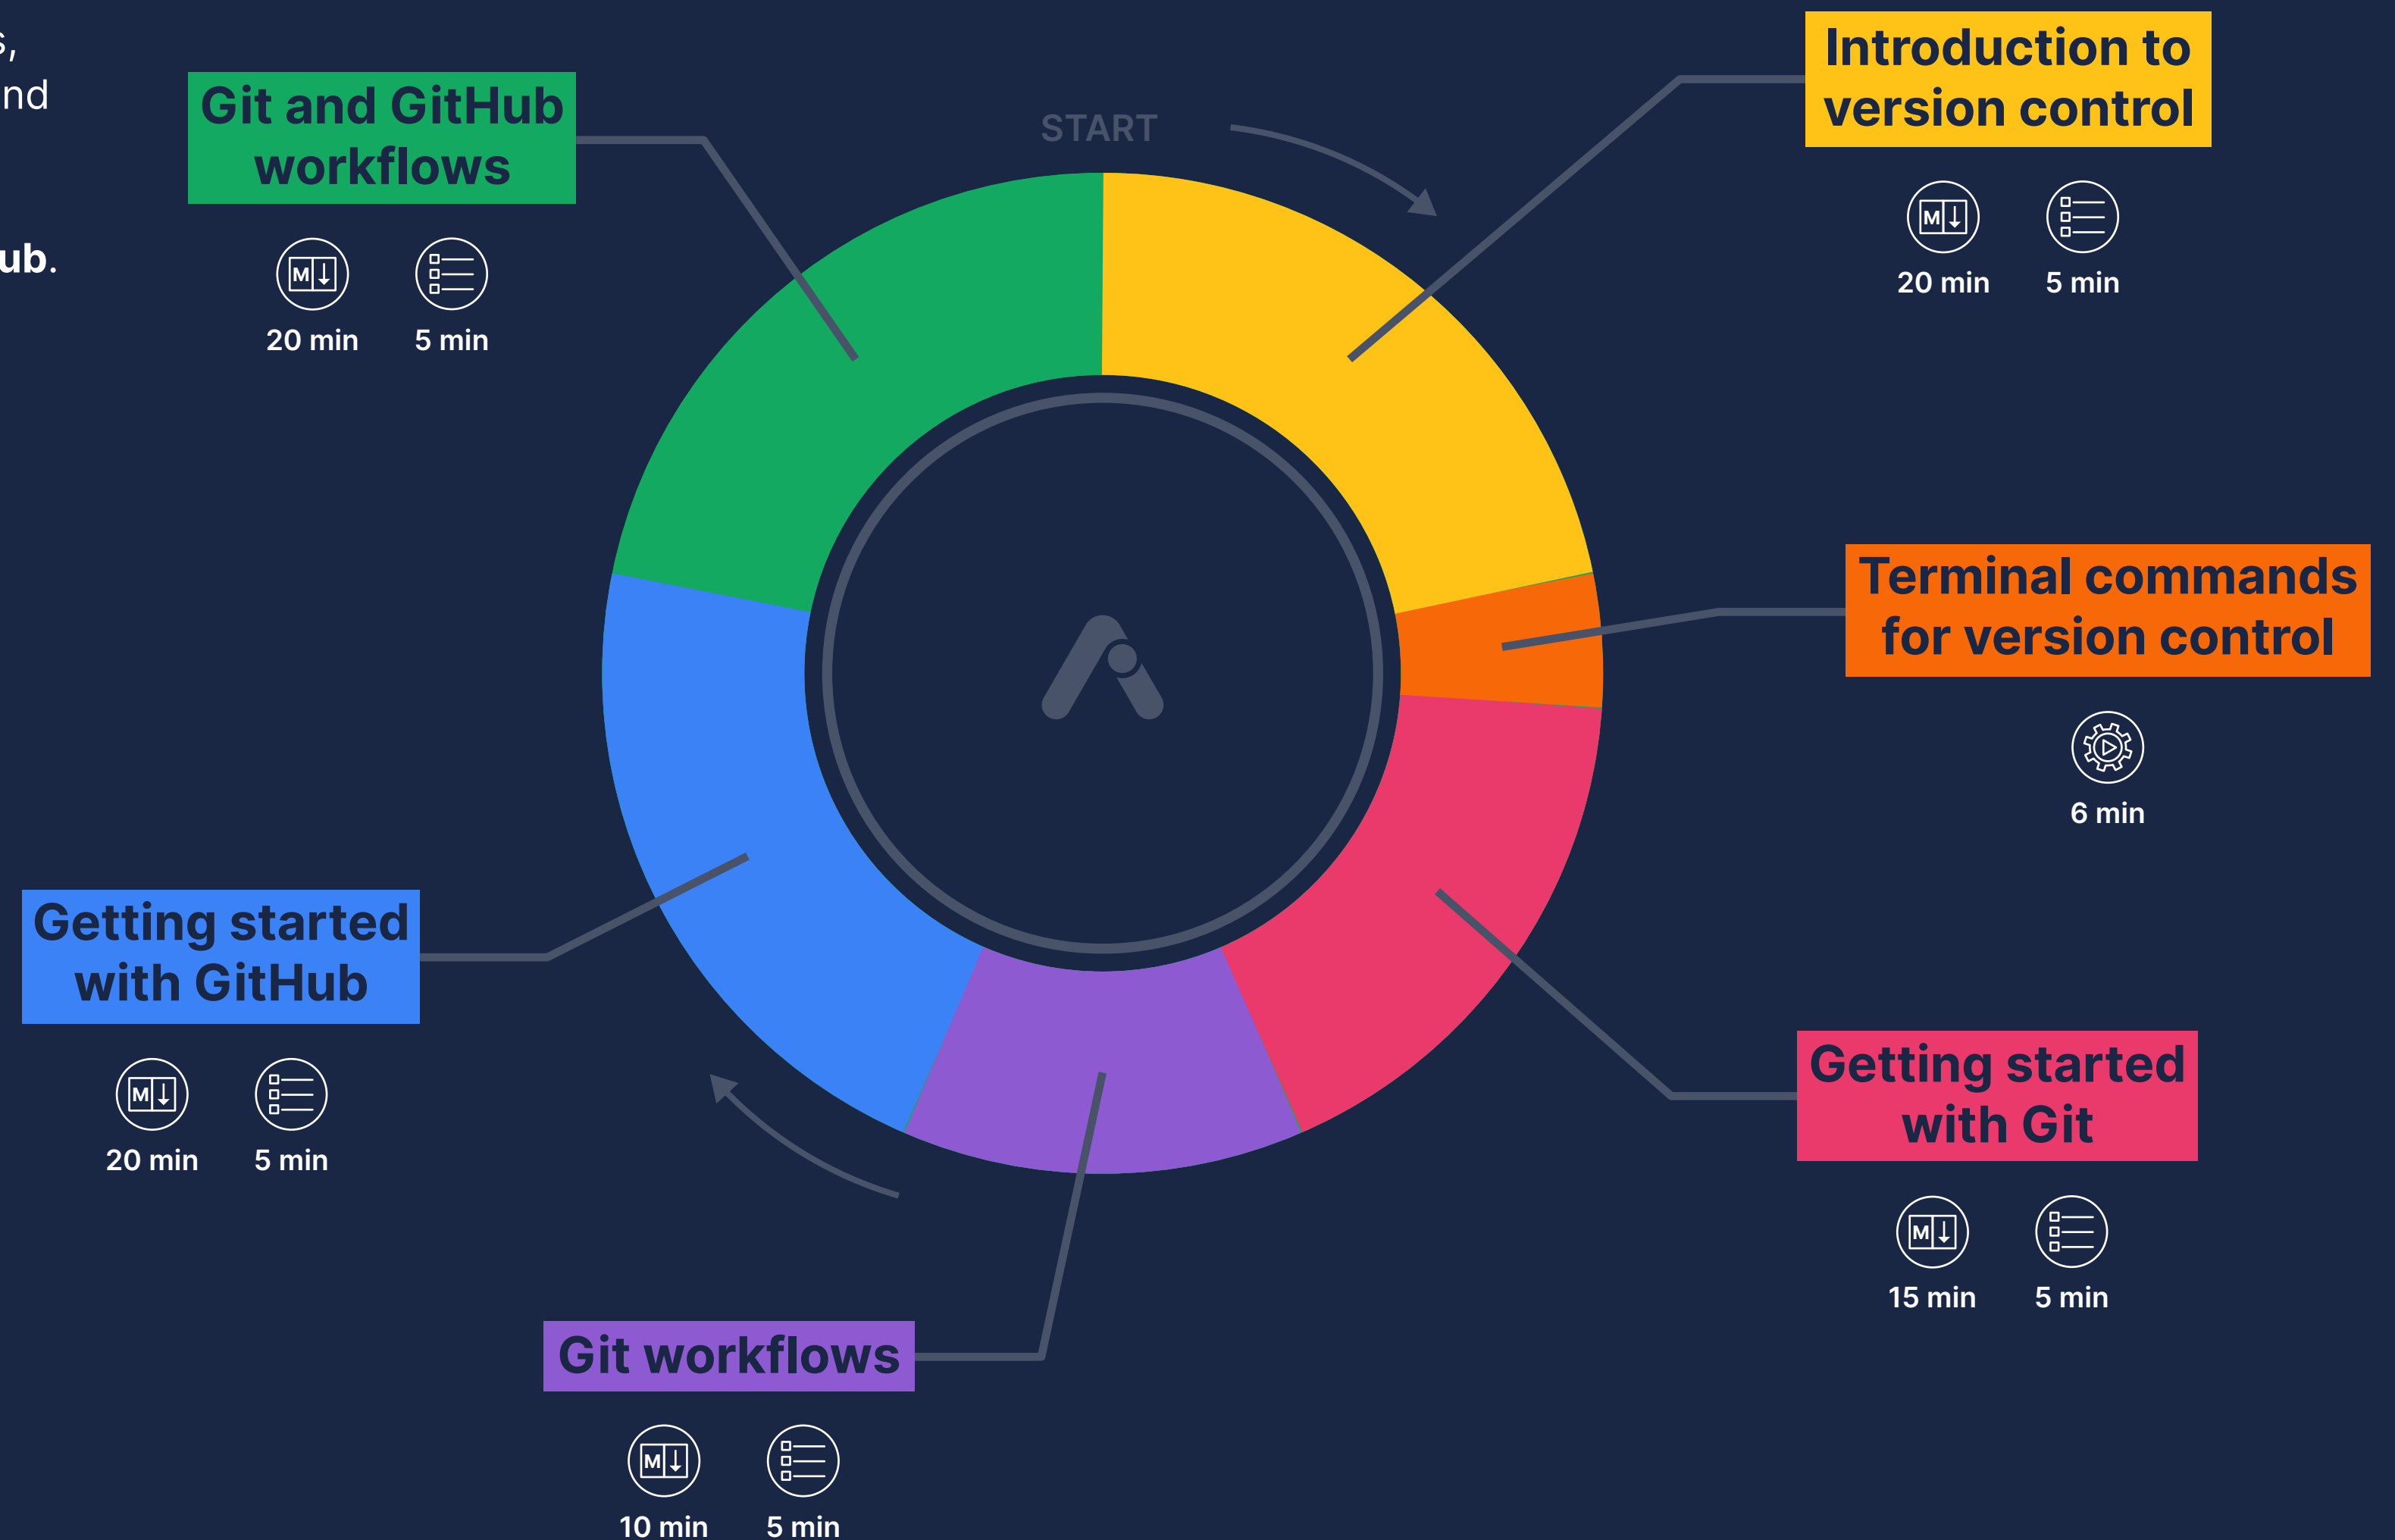 s,
nd
ub.
START
Introduction to
version control
M
20 min
5 min
Terminal commands
for version control
6 min
Getting started
with Git
M
15 min
5 min
Git workflows
M
10 min
5 min
Getting started
with GitHub
M
20 min
5 min
Git and GitHub
workflows
M
20 min
5 min